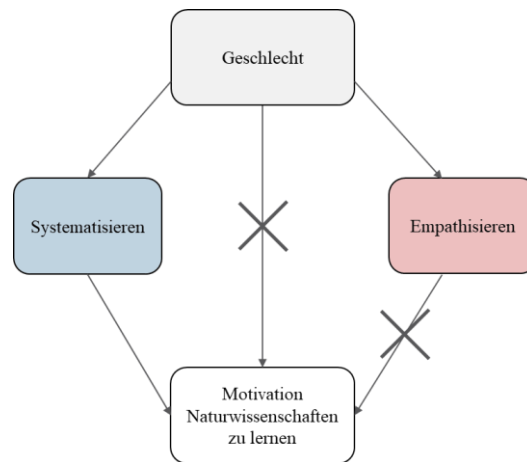 Geschlecht
Systematisieren
Empathisieren
Motivation
Naturwissenschaften
zu lernen